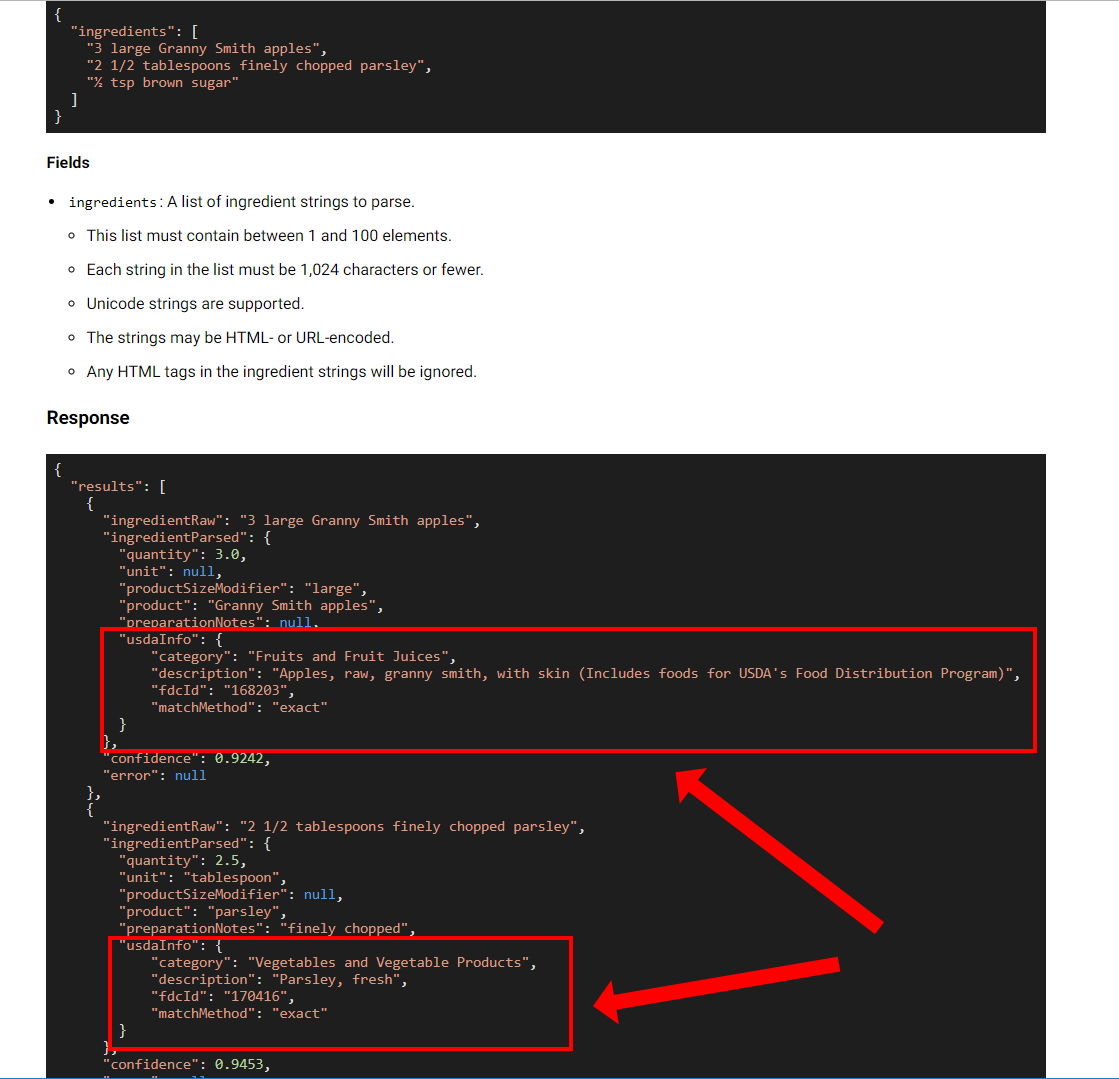 {
"ingredients": [
"3 large Granny Smith apples",
"2 1/2 tablespoons finely chopped parsley",
tsp brown sugar"
]
}
Fields
• ingredients: A list of ingredient strings to parse.
◦ This list must contain between 1 and 100 elements.
◦ Each string in the list must be 1,024 characters or fewer.
◦ Unicode strings are supported.
◦ The strings may be HTML- or URL-encoded.
◦ Any HTML tags in the ingredient strings will be ignored.
Response
{
"results": [
{
"ingredientRaw": "3 large Granny Smith apples",
"ingredientParsed": {
"quantity": 3.0,
"unit": null,
"productSizeModifier": "large",
"product": "Granny Smith apples",
"preparationNotes": null,
"usdaInfo": {
"category": "Fruits and Fruit Juices",
"description": "Apples, raw, granny smith, with skin (Includes foods for USDA's Food Distribution Program)",
"fdcId": "168203",
"matchMethod": "exact"
}
},
"confidence": 0.9242,
"error": null
},
{
"ingredientRaw": "2 1/2 tablespoons finely chopped parsley",
"ingredientParsed": {
"quantity": 2.5,
"unit": "tablespoon",
"productSizeModifier": null,
"product": "parsley",
"preparationNotes": "finely chopped",
"usdaInfo": {
"category": "Vegetables and Vegetable Products",
"description": "Parsley, fresh",
"fdcId": "170416",
"matchMethod": "exact"
}
},
"confidence": 0.9453,